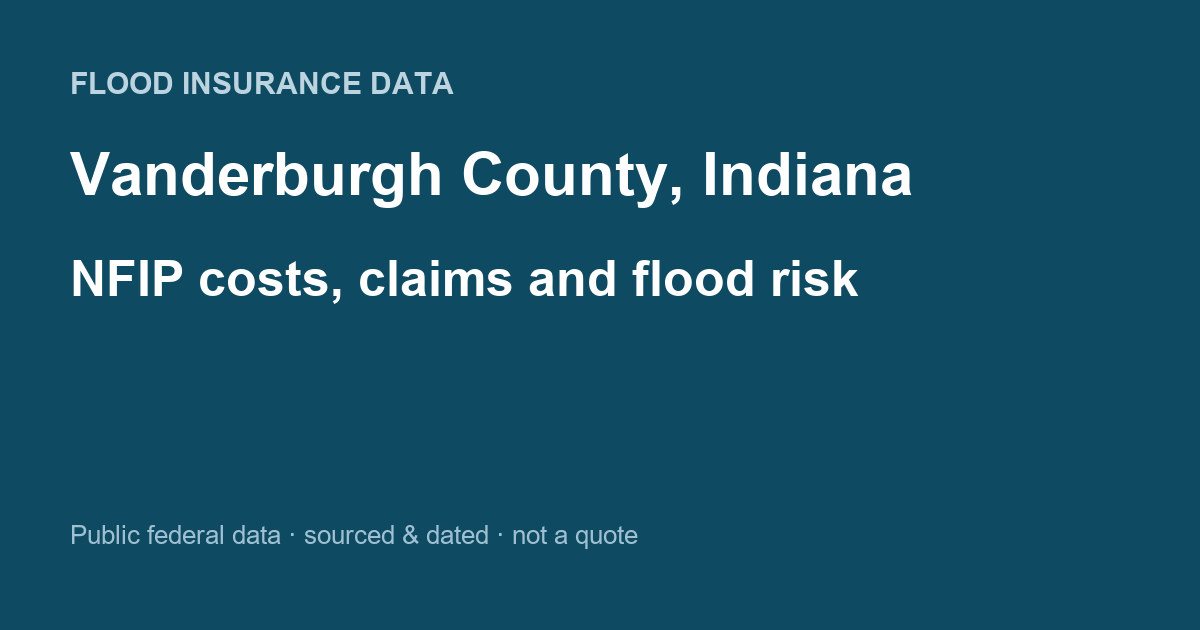 FLOOD INSURANCE DATA
Vanderburgh County, Indiana
NFIP costs, claims and flood risk
Public federal data · sourced & dated · not a quote